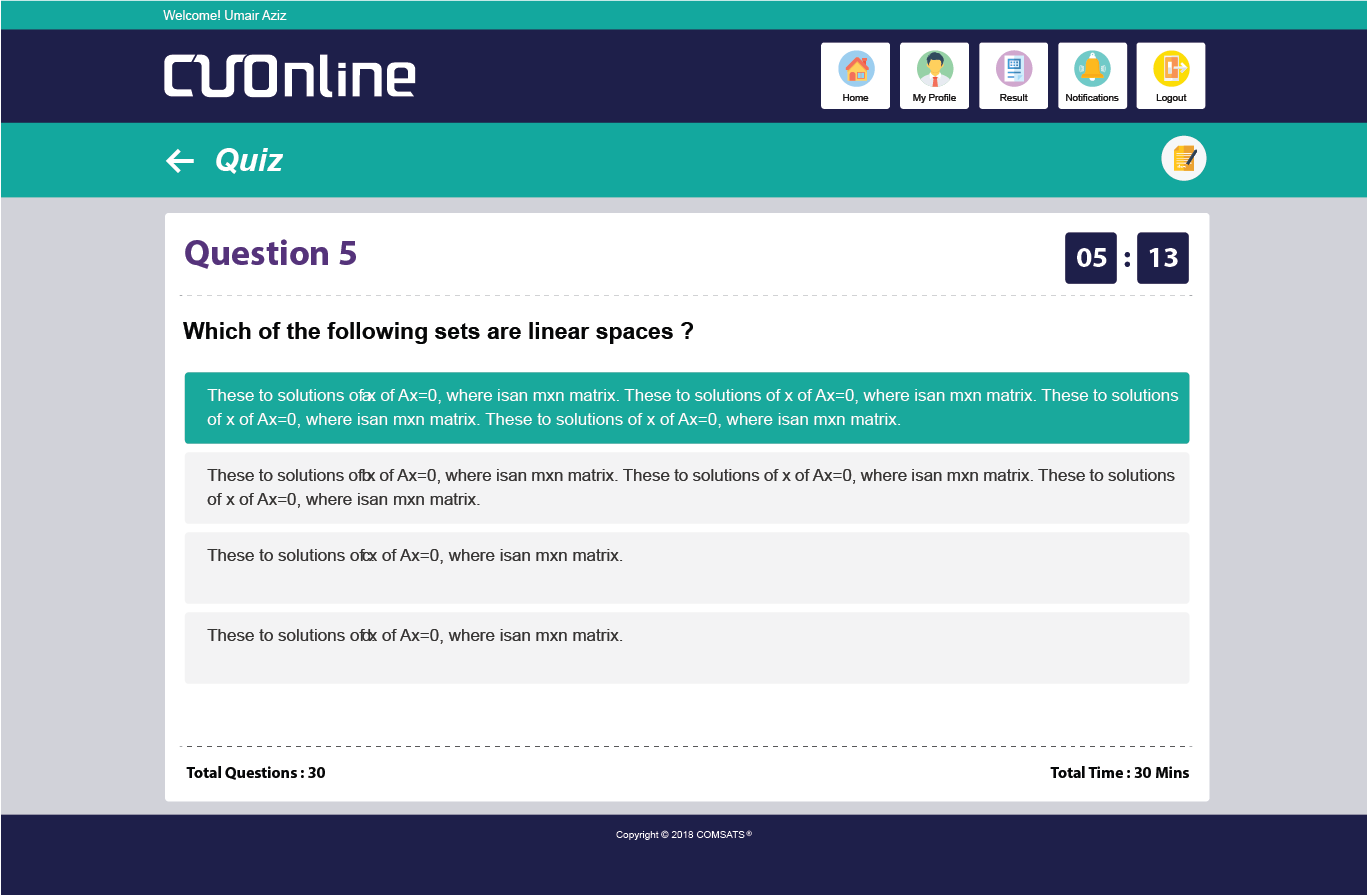 Welcome! Umair Aziz
CUOnline
Home My Profile Result Notifications Logout
Quiz
Question 5
05 : 13
Which of the following sets are linear spaces ?
These to solutions of x of Ax=0, where isan mxn matrix. These to solutions of x of Ax=0, where isan mxn matrix. These to solutions
of x of Ax=0, where isan mxn matrix. These to solutions of x of Ax=0, where isan mxn matrix.
These to solutions of x of Ax=0, where isan mxn matrix. These to solutions of x of Ax=0, where isan mxn matrix. These to solutions
of x of Ax=0, where isan mxn matrix.
These to solutions of x of Ax=0, where isan mxn matrix.
These to solutions of x of Ax=0, where isan mxn matrix.
Total Questions : 30 Total Time : 30 Mins
Copyright © 2018 COMSATS®